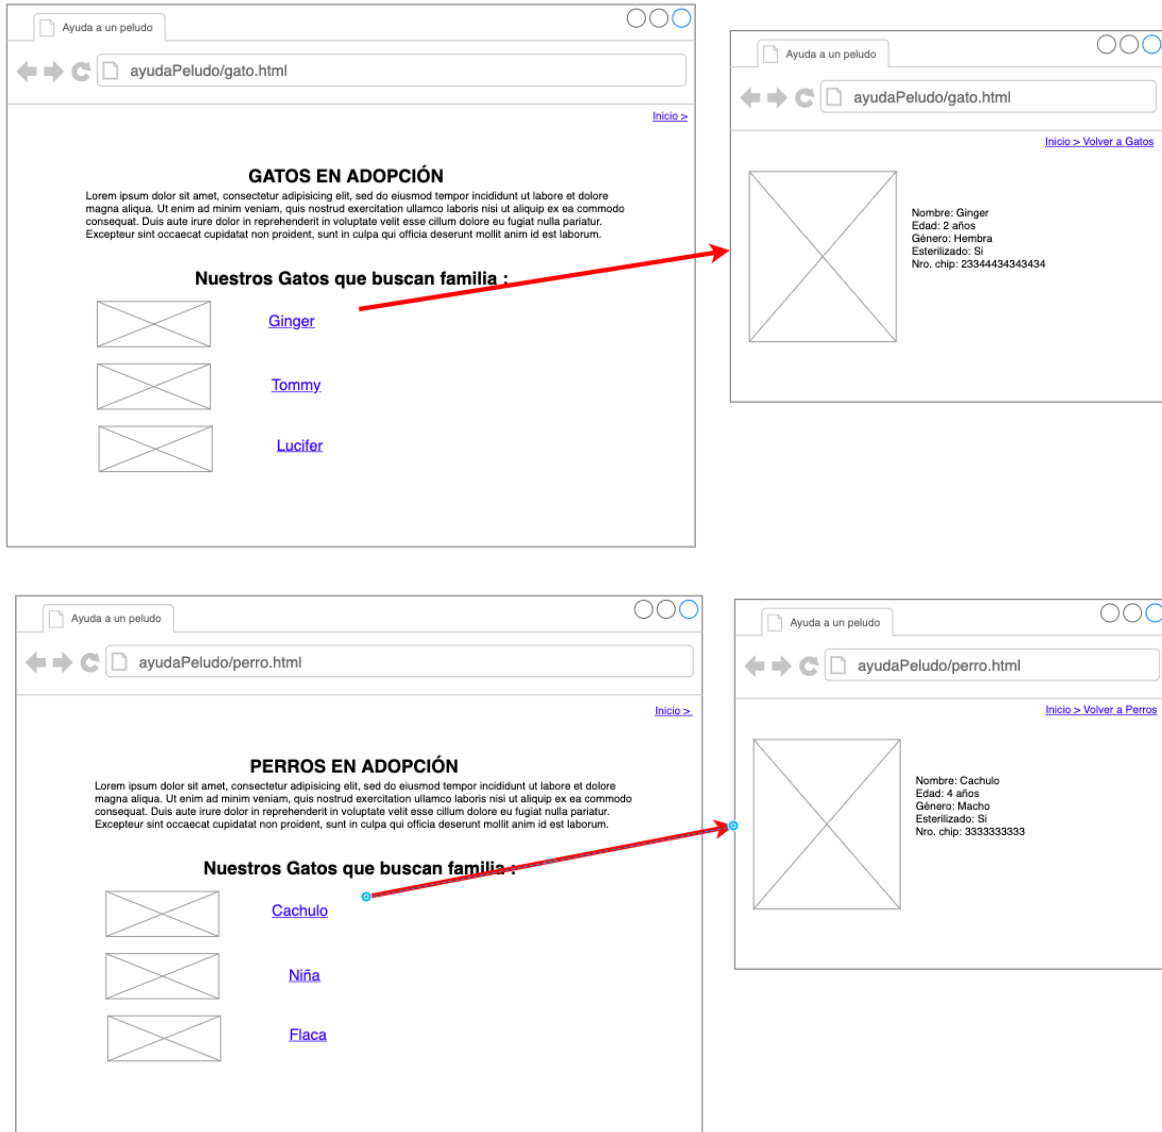 Ayuda a un peludo
ayudaPeludo/gato.html
Inicio >
GATOS EN ADOPCIÓN
Lorem ipsum dolor sit amet, consectetur adipisicing elit, sed do eiusmod tempor incididunt ut labore et dolore
magna aliqua. Ut enim ad minim veniam, quis nostrud exercitation ullamco laboris nisi ut aliquip ex ea commodo
consequat. Duis aute irure dolor in reprehenderit in voluptate velit esse cillum dolore eu fugiat nulla pariatur.
Excepteur sint occaecat cupidatat non proident, sunt in culpa qui officia deserunt mollit anim id est laborum.
Nuestros Gatos que buscan familia :
Ginger
Tommy
Lucifer
Ayuda a un peludo
ayudaPeludo/gato.html
Inicio > Volver a Gatos
Nombre: Ginger
Edad: 2 años
Género: Hembra
Esterilizado: Si
Nro. chip: 23344434343434
Ayuda a un peludo
ayudaPeludo/perro.html
Inicio >
PERROS EN ADOPCIÓN
Lorem ipsum dolor sit amet, consectetur adipisicing elit, sed do eiusmod tempor incididunt ut labore et dolore
magna aliqua. Ut enim ad minim veniam, quis nostrud exercitation ullamco laboris nisi ut aliquip ex ea commodo
consequat. Duis aute irure dolor in reprehenderit in voluptate velit esse cillum dolore eu fugiat nulla pariatur.
Excepteur sint occaecat cupidatat non proident, sunt in culpa qui officia deserunt mollit anim id est laborum.
Nuestros Gatos que buscan familia :
Cachulo
Niña
Flaca
Ayuda a un peludo
ayudaPeludo/perro.html
Inicio > Volver a Perros
Nombre: Cachulo
Edad: 4 años
Género: Macho
Esterilizado: Si
Nro. chip: 3333333333